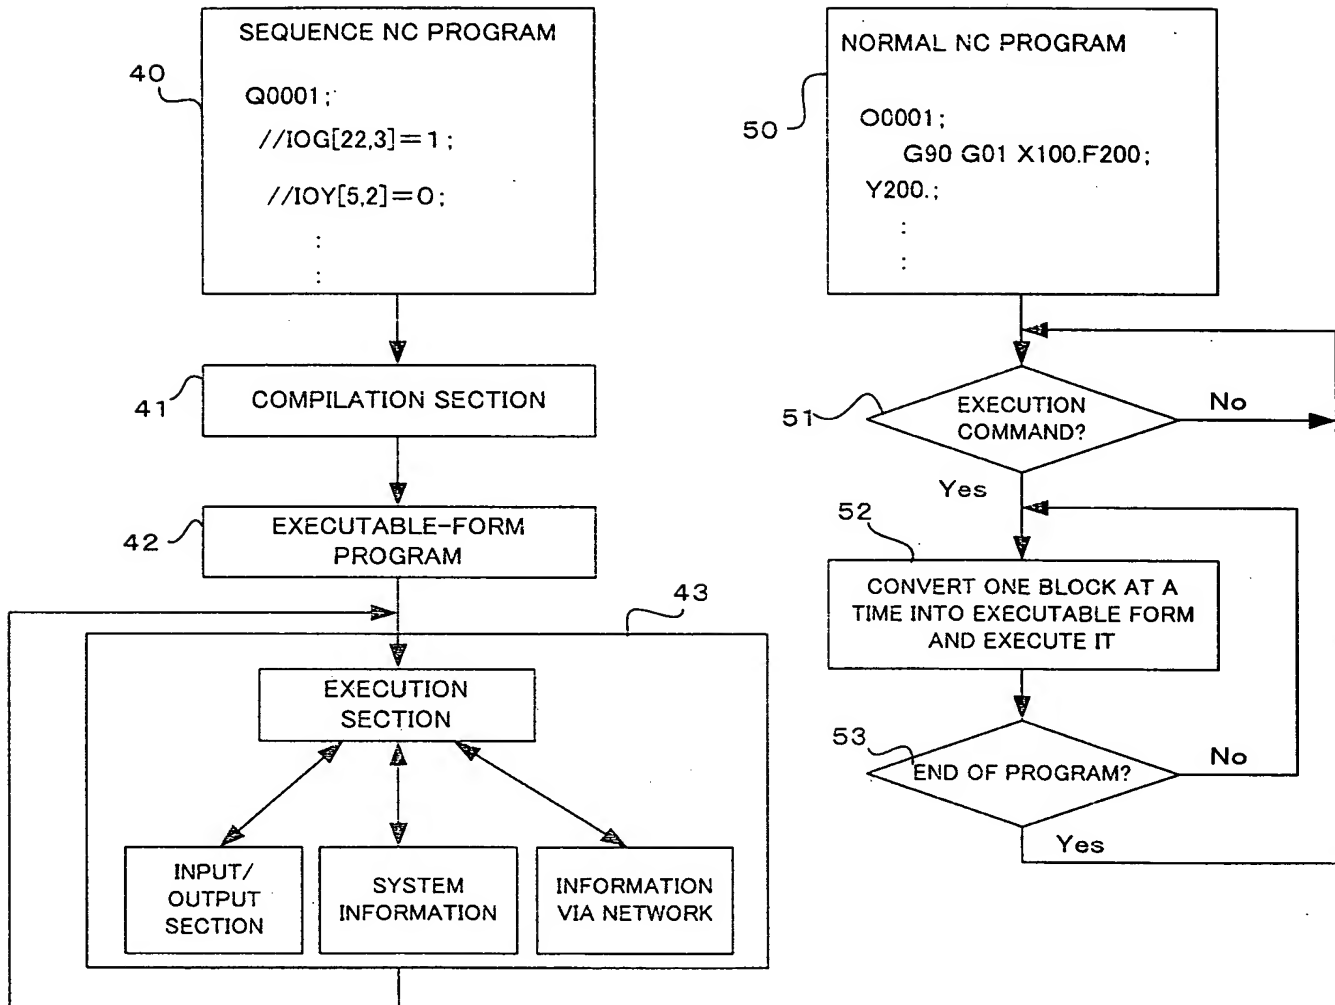 SEQUENCE NC PROGRAM
40
Q0001;
//IOG[22,3]=1;
//IOY[5,2]=O;
:
:
41
COMPILATION SECTION
42
EXECUTABLE-FORM
PROGRAM
43
EXECUTION
SECTION
INPUT/
OUTPUT
SECTION
SYSTEM
INFORMATION
INFORMATION
VIA NETWORK
NORMAL NC PROGRAM
50
O0001;
G90 G01 X100.F200;
Y200.;
:
:
51
EXECUTION
COMMAND?
No
Yes
52
CONVERT ONE BLOCK AT A
TIME INTO EXECUTABLE FORM
AND EXECUTE IT
53
END OF PROGRAM?
No
Yes